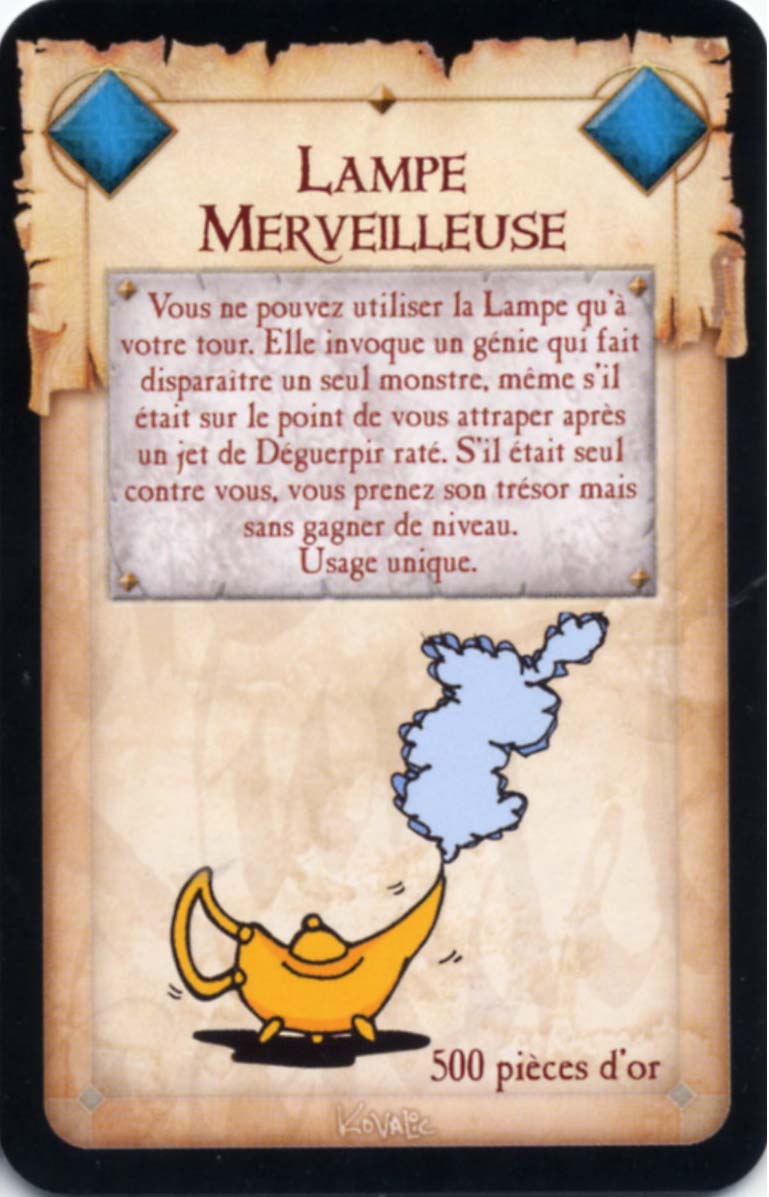 Lampe
Merveilleuse
Vous ne pouvez utiliser la Lampe qu'à
votre tour. Elle invoque un génie qui fait
disparaître un seul monstre, même s'il
était sur le point de vous attraper après
un jet de Déguerpir raté. S'il était seul
contre vous, vous prenez son trésor mais
sans gagner de niveau.
Usage unique.
500 pièces d'or
Kovalic